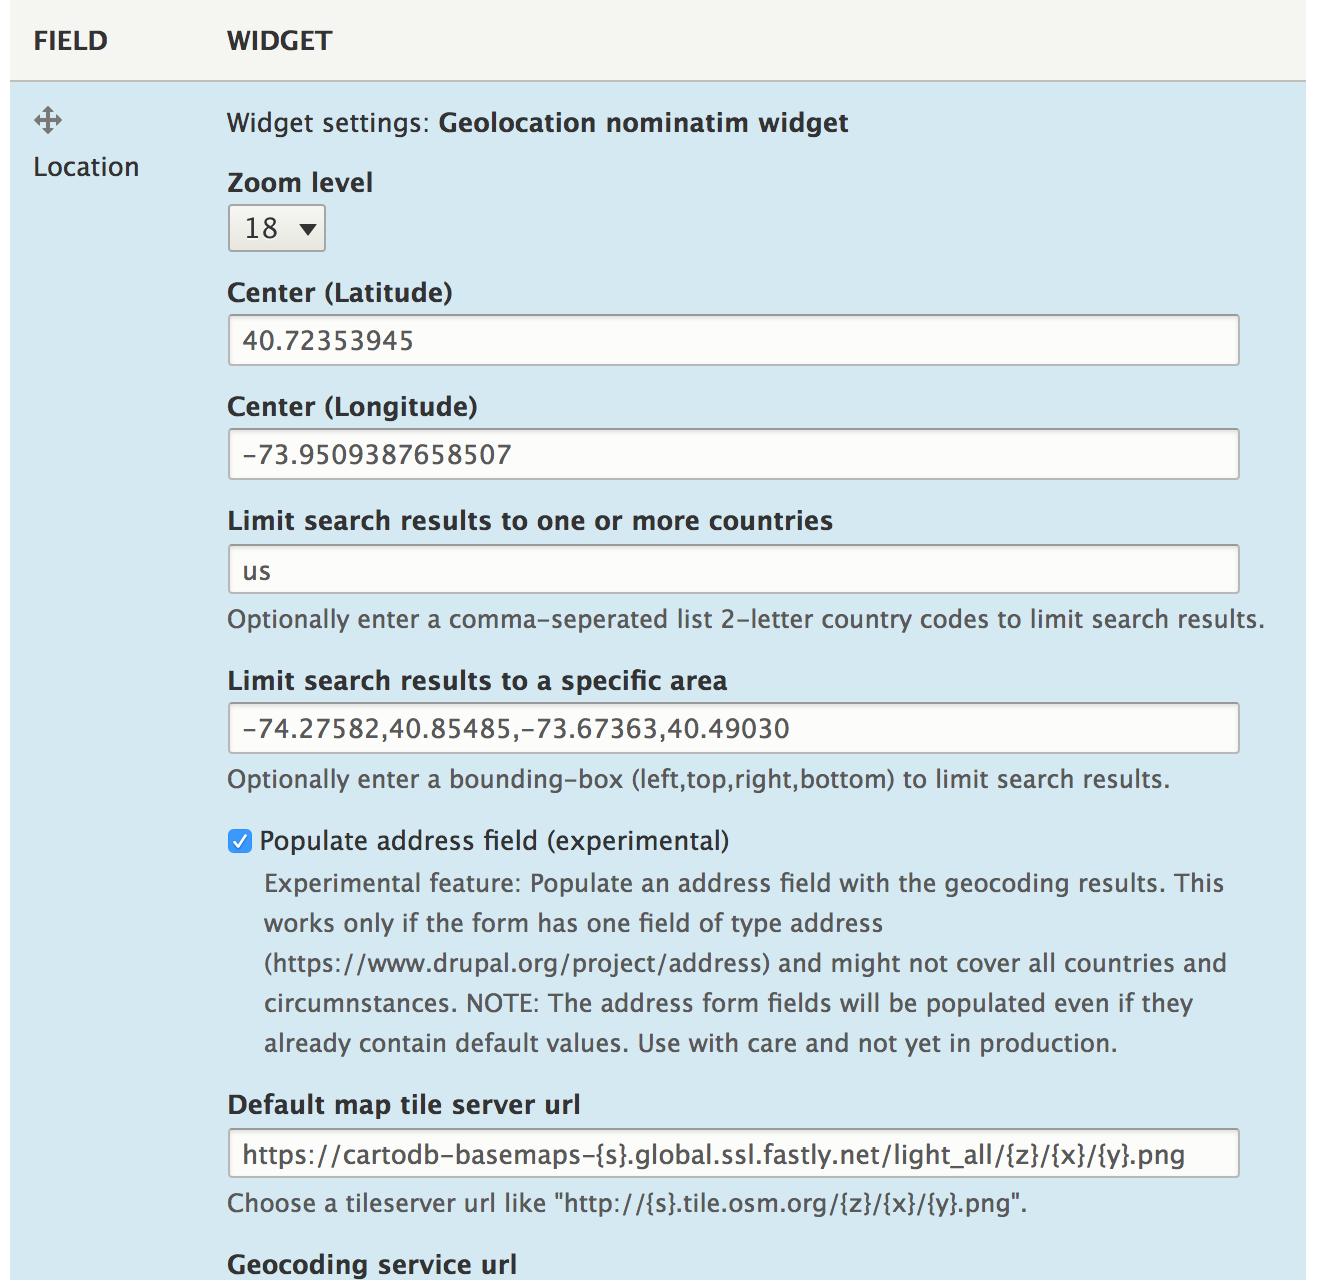 FIELD WIDGET
Widget settings: Geolocation nominatim widget
Location
Zoom level
18
Center (Latitude)
40.72353945
Center (Longitude)
-73.9509387658507
Limit search results to one or more countries
us
Optionally enter a comma-seperated list 2-letter country codes to limit search results.
Limit search results to a specific area
-74.27582,40.85485,-73.67363,40.49030
Optionally enter a bounding-box (left,top,right,bottom) to limit search results.
Populate address field (experimental)
Experimental feature: Populate an address field with the geocoding results. This
works only if the form has one field of type address
(https://www.drupal.org/project/address) and might not cover all countries and
circumnstances. NOTE: The address form fields will be populated even if they
already contain default values. Use with care and not yet in production.
Default map tile server url
https://cartodb-basemaps-{s}.global.ssl.fastly.net/light_all/{z}/{x}/{y}.png
Choose a tileserver url like "http://{s}.tile.osm.org/{z}/{x}/{y}.png".
Geocoding service url